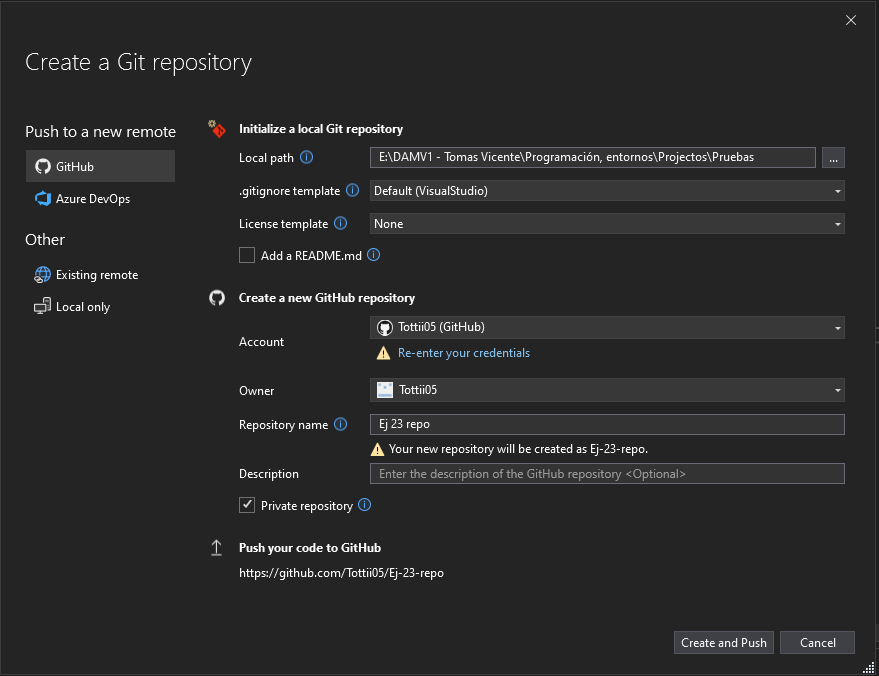 Create a Git repository
Push to a new remote
GitHub
Azure DevOps
Other
Existing remote
Local only
Initialize a local Git repository
Local path
E:\DAMV1 - Tomas Vicente\Programación, entornos\Projectos\Pruebas
...
.gitignore template
Default (VisualStudio)
License template
None
Add a README.md
Create a new GitHub repository
Account
Tottii05 (GitHub)
Re-enter your credentials
Owner
Tottii05
Repository name
Ej 23 repo
Your new repository will be created as Ej-23-repo.
Description
Enter the description of the GitHub repository <Optional>
Private repository
Push your code to GitHub
https://github.com/Tottii05/Ej-23-repo
Create and Push
Cancel